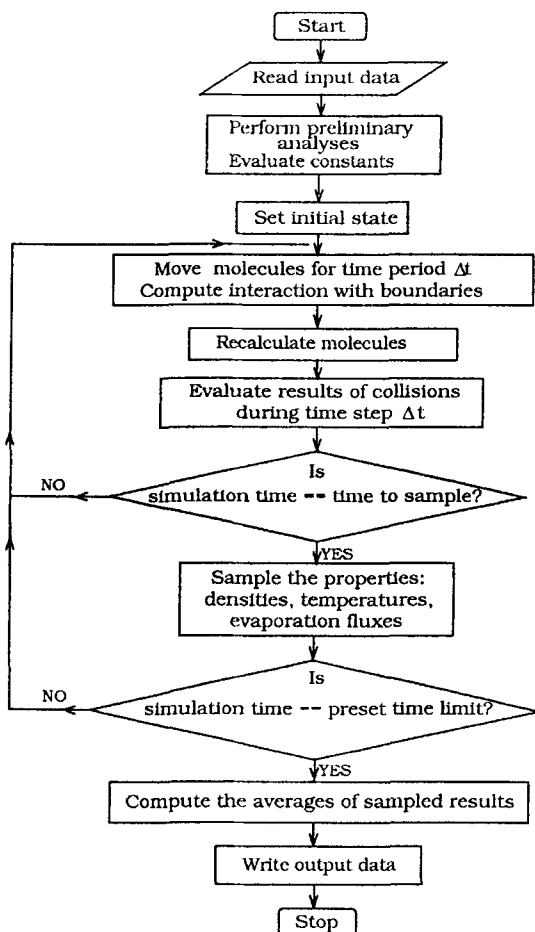 Start
Read input data
Perform preliminary
analyses
Evaluate constants
Set initial state
Move molecules for time period Δt
Compute interaction with boundaries
Recalculate molecules
Evaluate results of collisions
during time step Δt
Is
NO
simulation time -- time to sample?
YES
Sample the properties:
densities, temperatures,
evaporation fluxes
Is
NO
simulation time -- preset time limit?
YES
Compute the averages of sampled results
Write output data
Stop